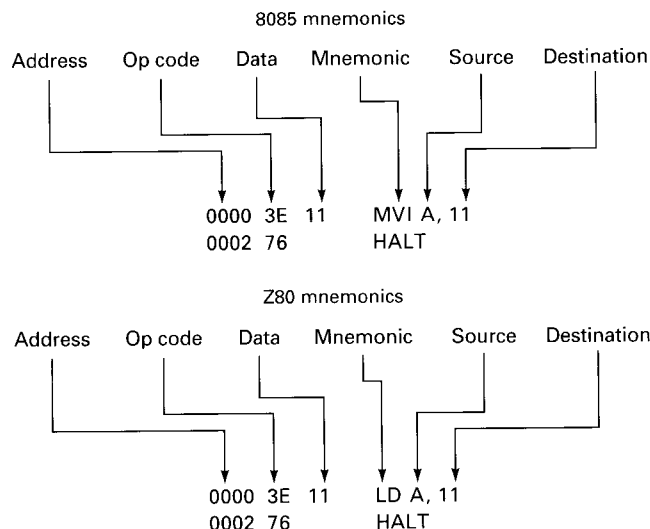 8085 mnemonics
Address Op code Data Mnemonic Source Destination
0000 3E 11 MVI A, 11
0002 76 HALT
Z80 mnemonics
Address Op code Data Mnemonic Source Destination
0000 3E 11 LD A, 11
0002 76 HALT